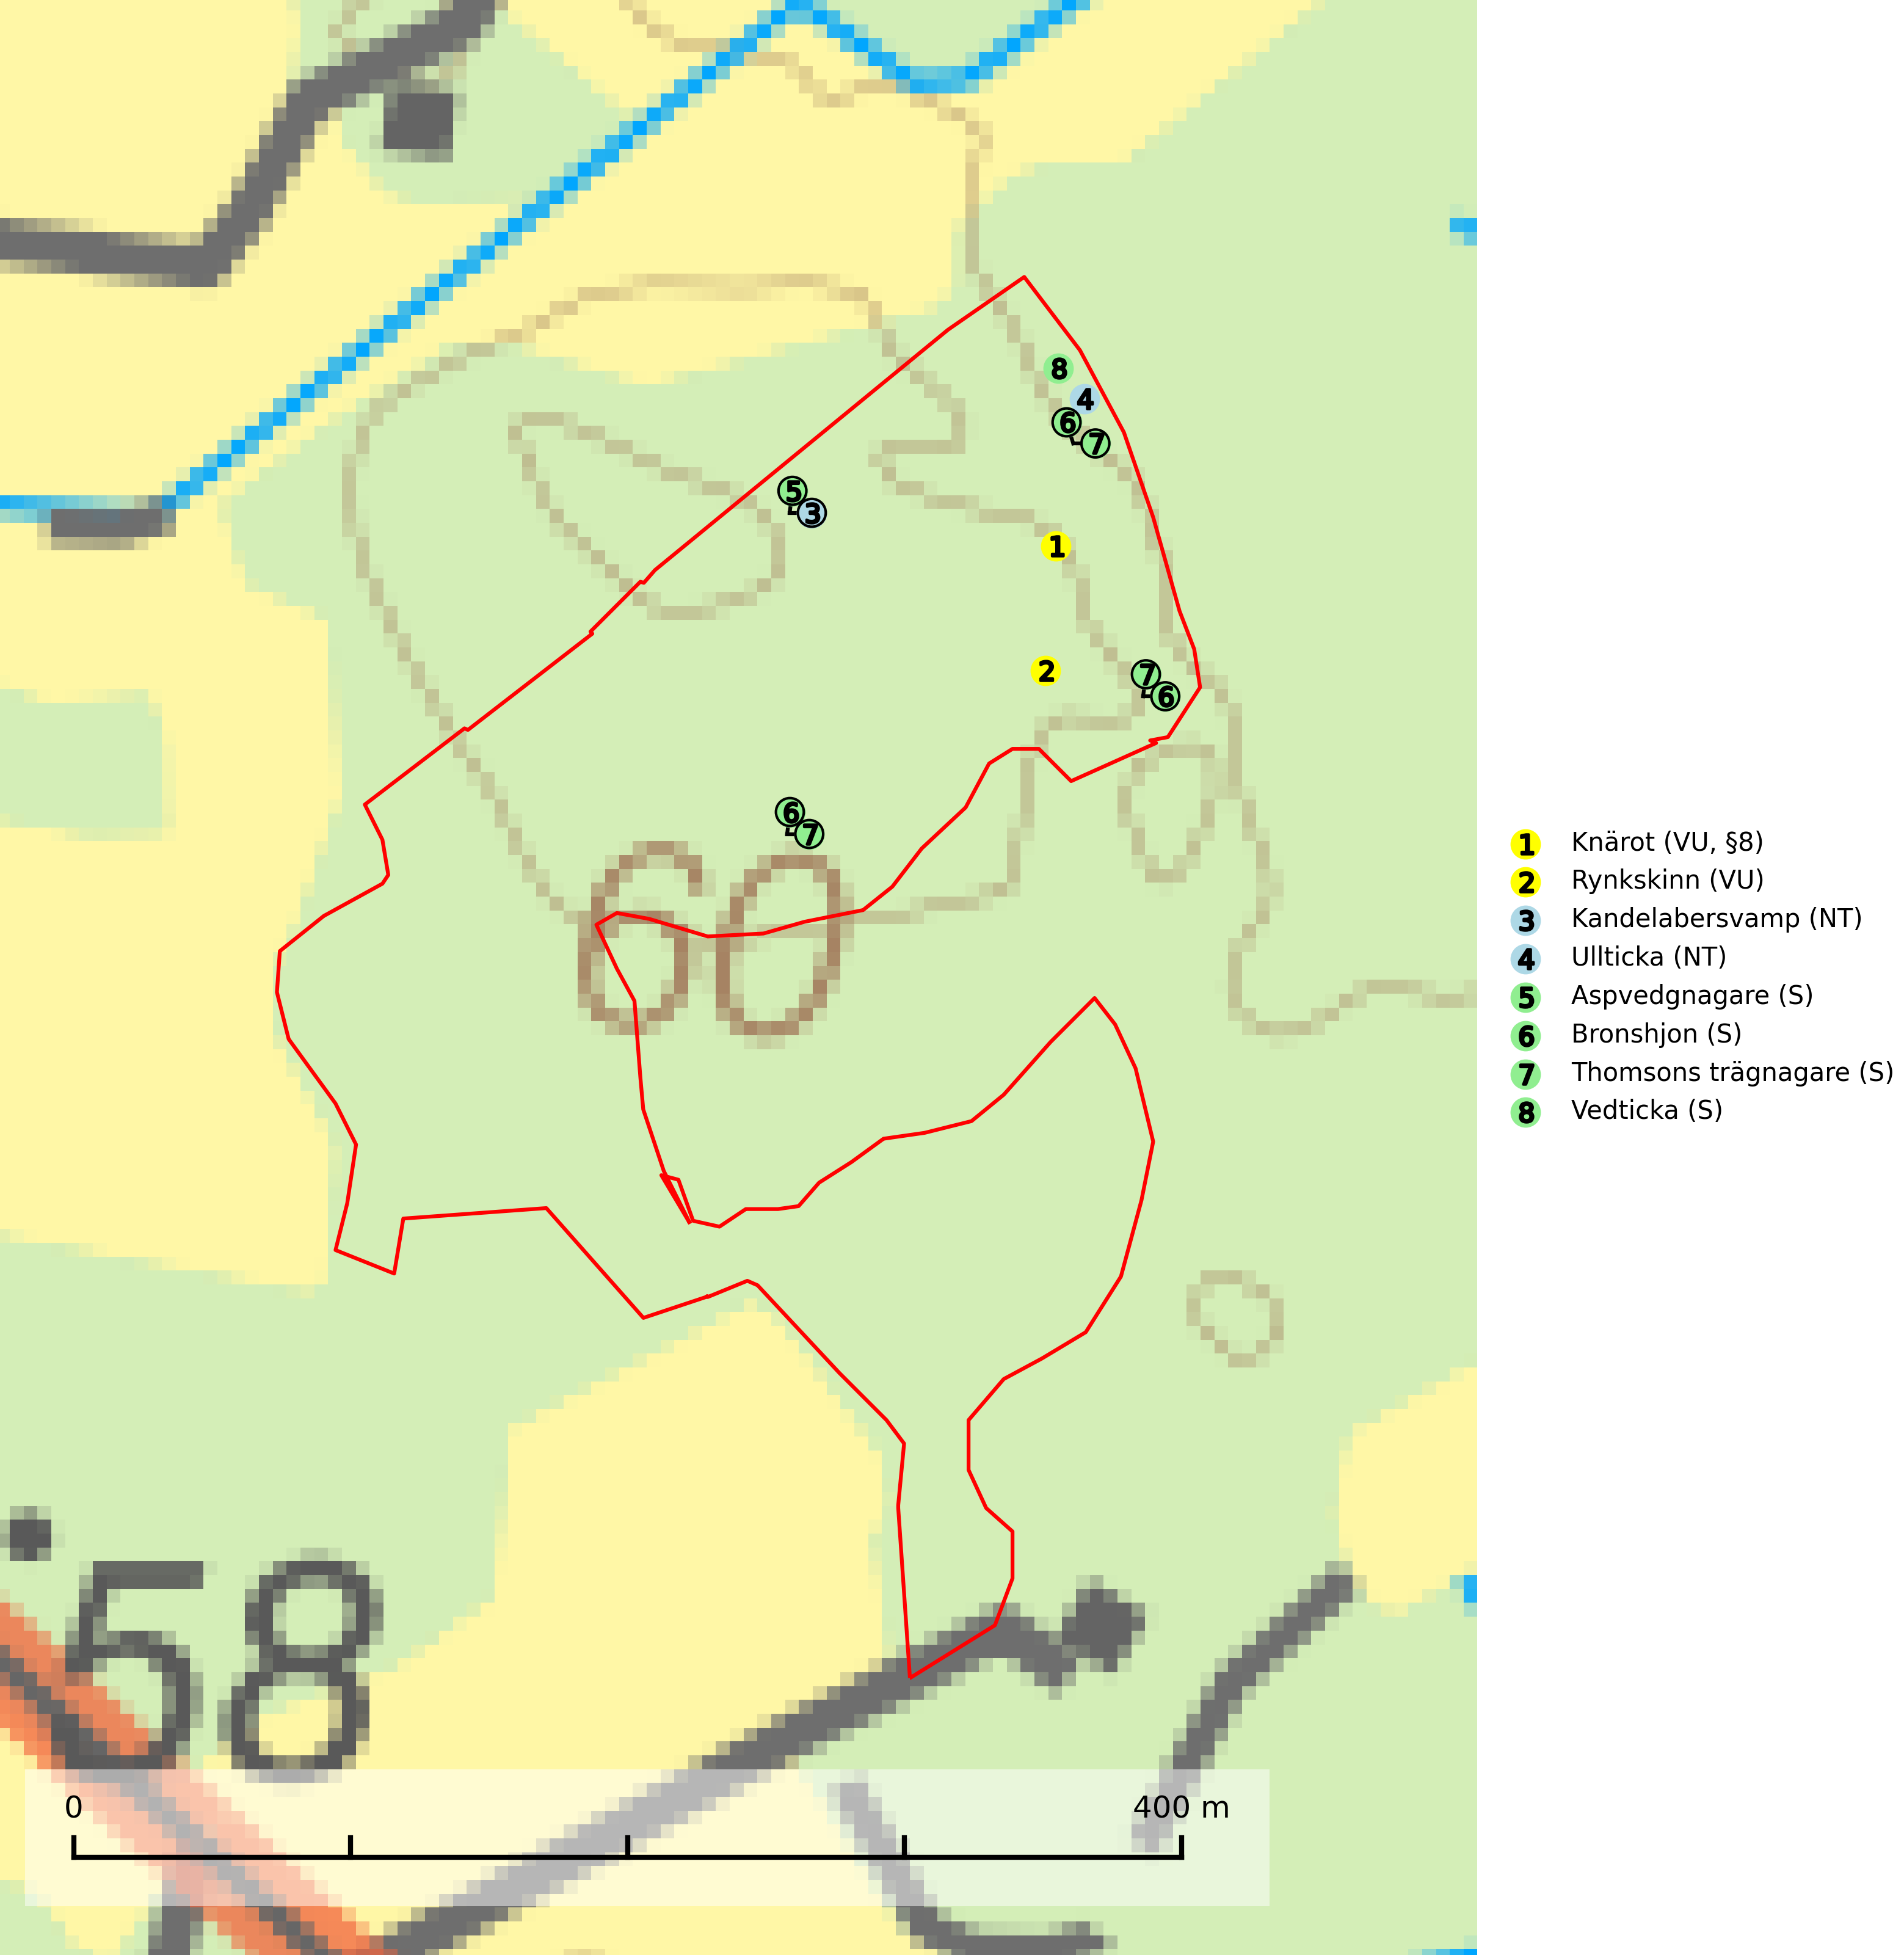 8
4
6
7
5
3
1
2
7
6
6
7
60
58
0 400 m
1 Knärot (VU, §8)
2 Rynkskinn (VU)
3 Kandelabersvamp (NT)
4 Ullticka (NT)
5 Aspvedgnagare (S)
6 Bronshjon (S)
7 Thomsons trägnagare (S)
8 Vedticka (S)